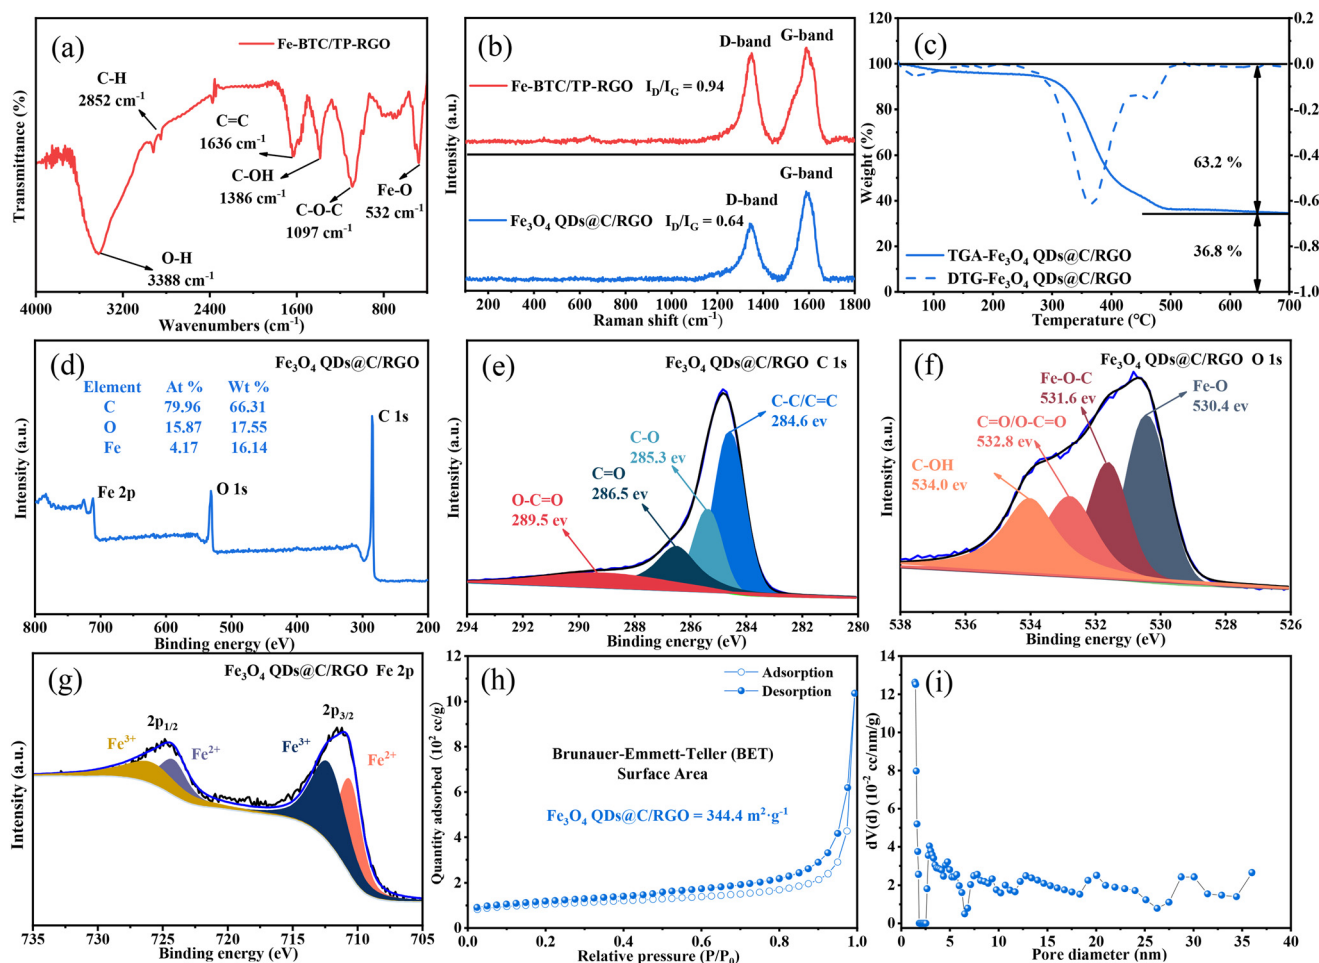 (a)
Fe-BTC/TP-RGO
C-H
2852 cm⁻¹
C=C
1636 cm⁻¹
C-OH
1386 cm⁻¹
C-O-C
1097 cm⁻¹
Fe-O
532 cm⁻¹
O-H
3388 cm⁻¹
Transmittance (%)
4000 3200 2400 1600 800
Wavenumbers (cm⁻¹)
(b)
D-band
G-band
Fe-BTC/TP-RGO I_D/I_G = 0.94
D-band
G-band
Fe₃O₄ QDs@C/RGO I_D/I_G = 0.64
Intensity (a.u.)
200 400 600 800 1000 1200 1400 1600 1800
Raman shift (cm⁻¹)
(c)
120
100
80
60
40
20
0
Weight (%)
0.2
0.0
-0.2
-0.4
-0.6
-0.8
-1.0
63.2 %
36.8 %
TGA-Fe₃O₄ QDs@C/RGO
DTG-Fe₃O₄ QDs@C/RGO
100 200 300 400 500 600 700
Temperature (℃)
(d)
Fe₃O₄ QDs@C/RGO
Element At % Wt %
C 79.96 66.31
O 15.87 17.55
Fe 4.17 16.14
C 1s
Fe 2p
O 1s
Intensity (a.u.)
800 700 600 500 400 300 200
Binding energy (eV)
(e)
Fe₃O₄ QDs@C/RGO C 1s
C-C/C=C
284.6 ev
C-O
285.3 ev
C=O
286.5 ev
O-C=O
289.5 ev
Intensity (a.u.)
294 292 290 288 286 284 282 280
Binding energy (eV)
(f)
Fe₃O₄ QDs@C/RGO O 1s
Fe-O-C
531.6 ev
Fe-O
530.4 ev
C=O/O-C=O
532.8 ev
C-OH
534.0 ev
Intensity (a.u.)
538 536 534 532 530 528 526
Binding energy (eV)
(g)
Fe₃O₄ QDs@C/RGO Fe 2p
2p₁/₂
2p₃/₂
Fe³⁺
Fe²⁺
Fe³⁺
Fe²⁺
Intensity (a.u.)
735 730 725 720 715 710 705
Binding energy (eV)
(h)
Adsorption
Desorption
Brunauer-Emmett-Teller (BET)
Surface Area
Fe₃O₄ QDs@C/RGO = 344.4 m²·g⁻¹
12
10
8
6
4
2
0
Quantity adsorbed (10² cc/g)
0.0 0.2 0.4 0.6 0.8 1.0
Relative pressure (P/P₀)
(i)
14
12
10
8
6
4
2
0
dV(d) (10⁻² cc/nm/g)
0 5 10 15 20 25 30 35 40
Pore diameter (nm)